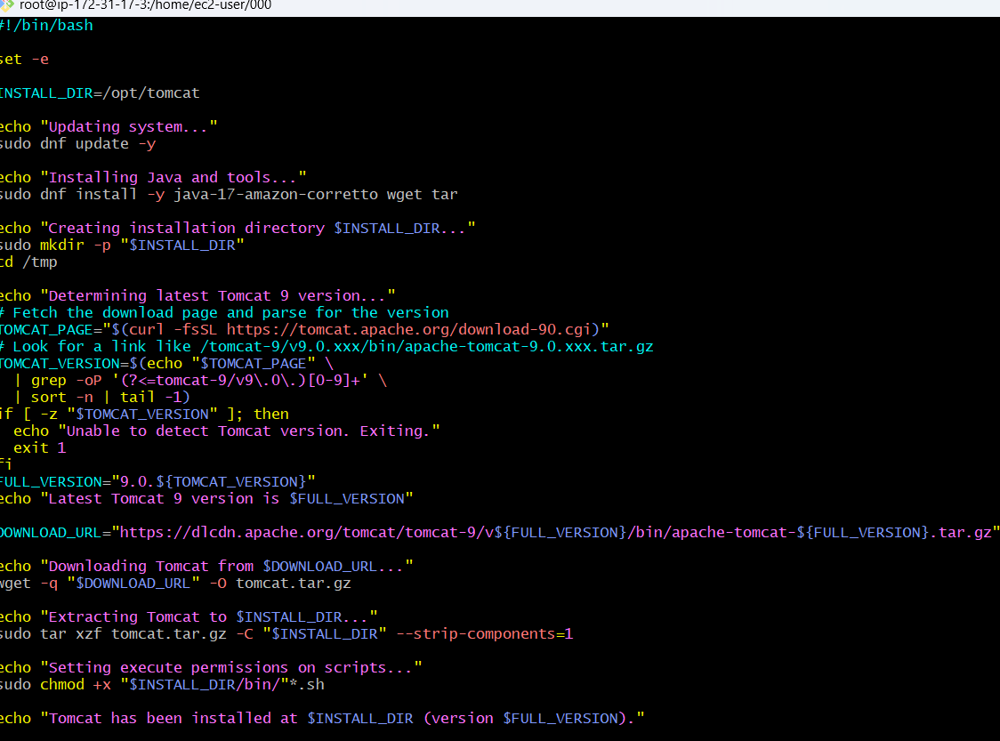 root@ip-172-31-17-3:/home/ec2-user/000
#!/bin/bash
set -e
INSTALL_DIR=/opt/tomcat
echo "Updating system..."
sudo dnf update -y
echo "Installing Java and tools..."
sudo dnf install -y java-17-amazon-corretto wget tar
echo "Creating installation directory $INSTALL_DIR..."
sudo mkdir -p "$INSTALL_DIR"
cd /tmp
echo "Determining latest Tomcat 9 version..."
# Fetch the download page and parse for the version
TOMCAT_PAGE="$(curl -fsSL https://tomcat.apache.org/download-90.cgi)"
# Look for a link like /tomcat-9/v9.0.xxx/bin/apache-tomcat-9.0.xxx.tar.gz
TOMCAT_VERSION=$(echo "$TOMCAT_PAGE" \
  | grep -oP '(?<=tomcat-9/v9\.0\.)[0-9]+' \
  | sort -n | tail -1)
if [ -z "$TOMCAT_VERSION" ]; then
  echo "Unable to detect Tomcat version. Exiting."
  exit 1
fi
FULL_VERSION="9.0.${TOMCAT_VERSION}"
echo "Latest Tomcat 9 version is $FULL_VERSION"
DOWNLOAD_URL="https://dlcdn.apache.org/tomcat/tomcat-9/v${FULL_VERSION}/bin/apache-tomcat-${FULL_VERSION}.tar.gz"
echo "Downloading Tomcat from $DOWNLOAD_URL..."
wget -q "$DOWNLOAD_URL" -O tomcat.tar.gz
echo "Extracting Tomcat to $INSTALL_DIR..."
sudo tar xzf tomcat.tar.gz -C "$INSTALL_DIR" --strip-components=1
echo "Setting execute permissions on scripts..."
sudo chmod +x "$INSTALL_DIR/bin/"*.sh
echo "Tomcat has been installed at $INSTALL_DIR (version $FULL_VERSION)."